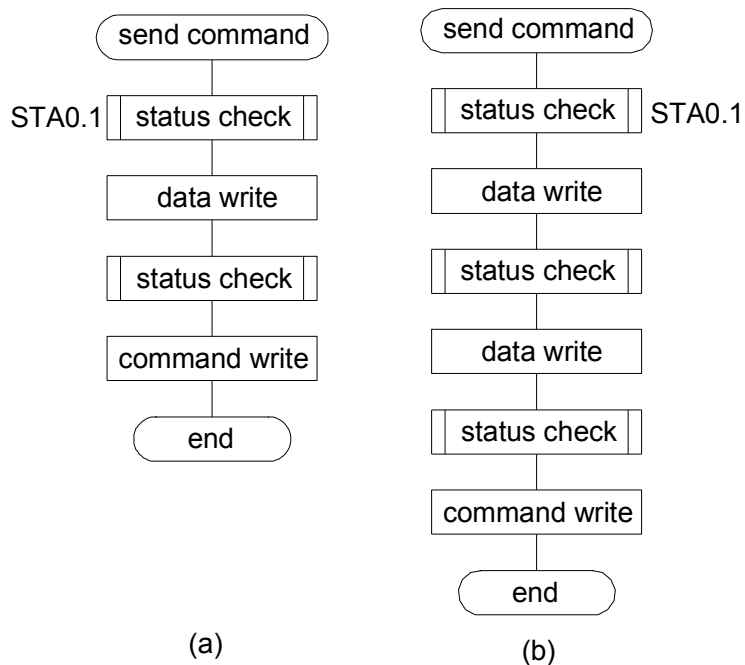 send command
STA0.1
status check
data write
status check
command write
end
(a)
send command
status check
STA0.1
data write
status check
data write
status check
command write
end
(b)